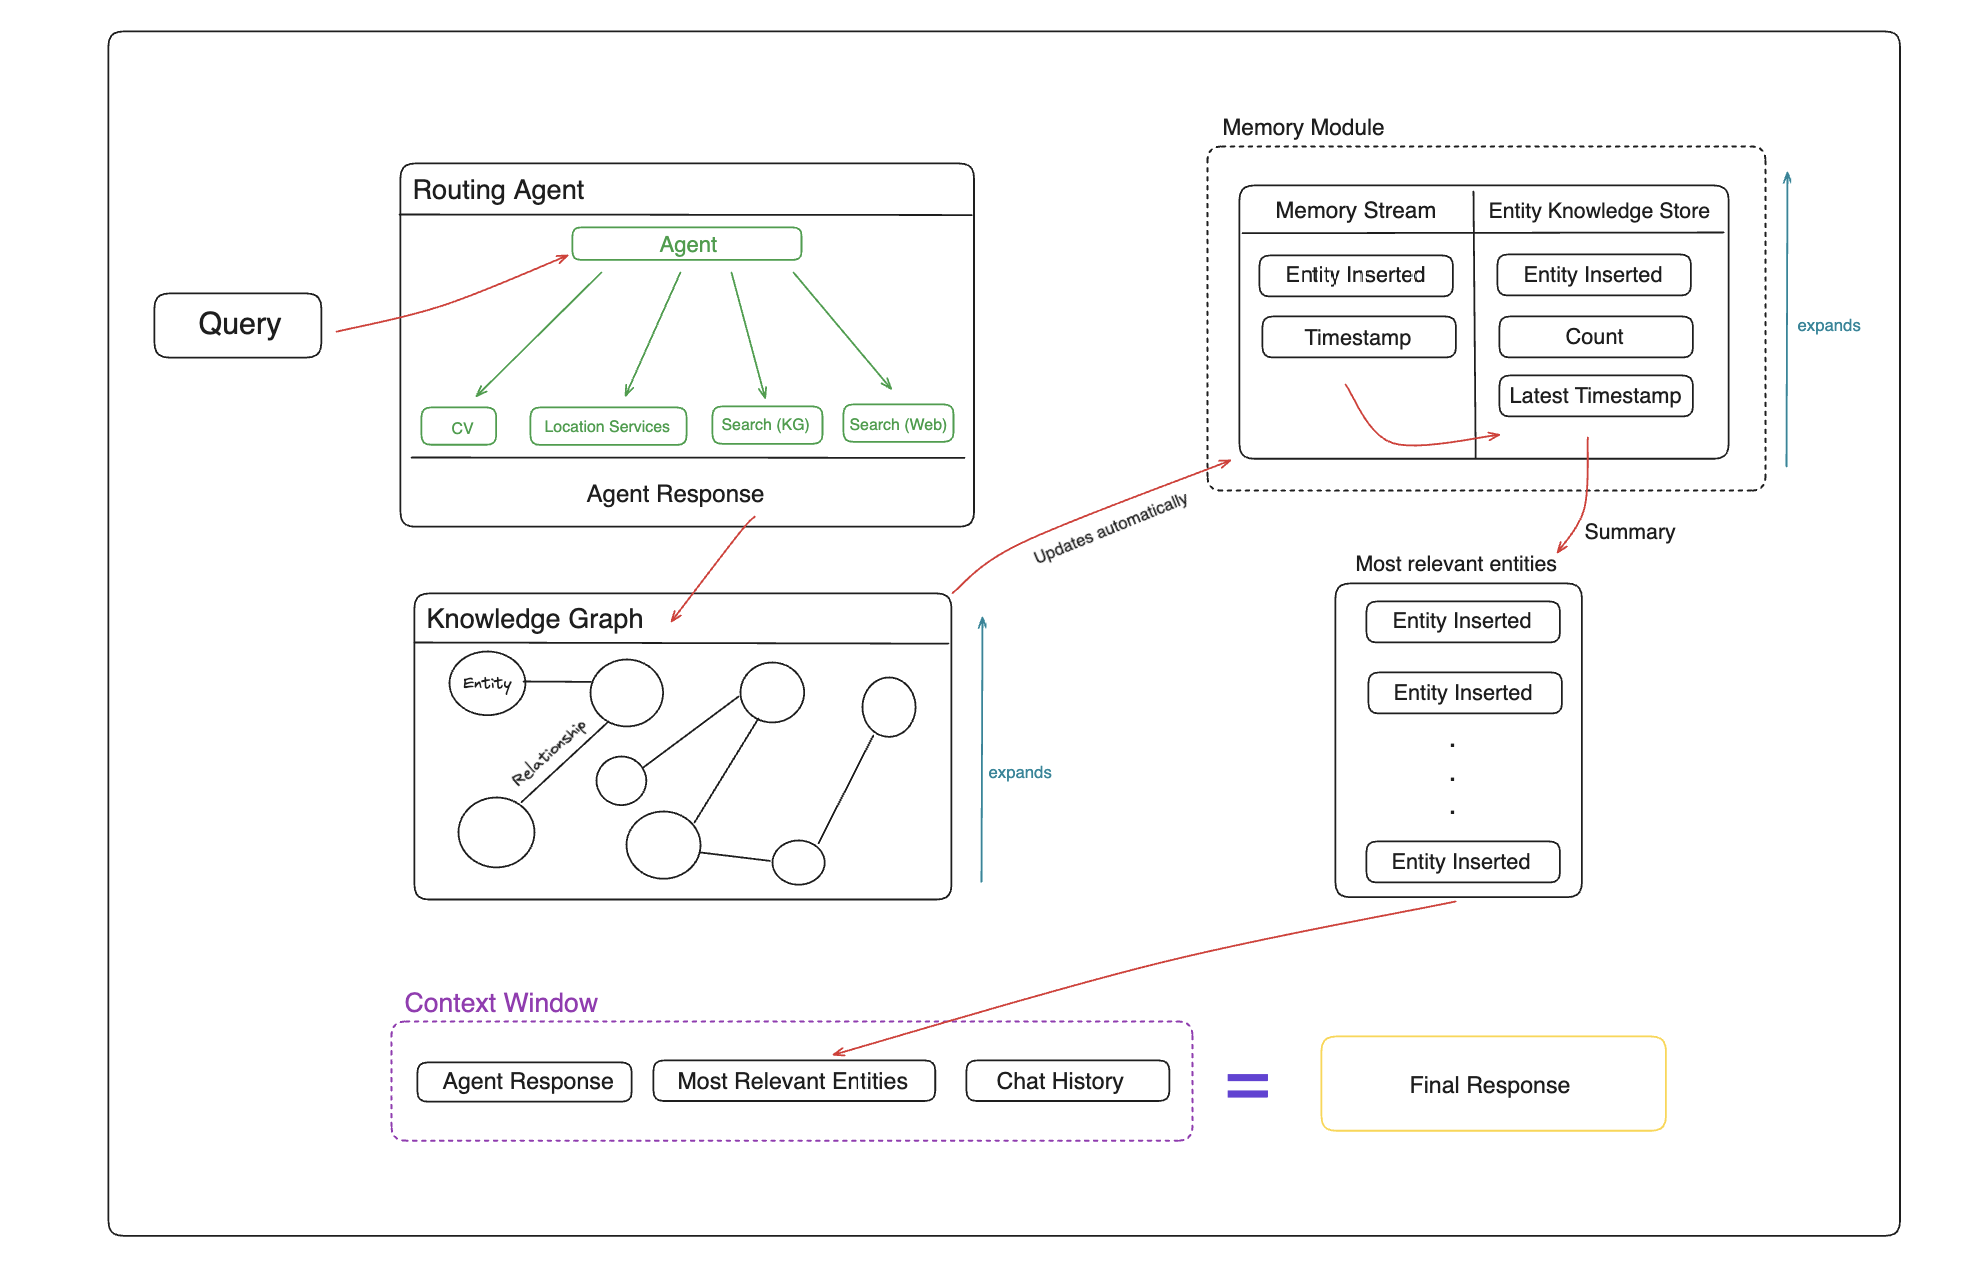 Memory Module
Routing Agent
Memory Stream
Entity Knowledge Store
Agent
Query
Entity Inserted
Entity Inserted
Timestamp
Count
Latest Timestamp
expands
CV
Location Services
Search (KG)
Search (Web)
Agent Response
Updates automatically
Summary
Most relevant entities
Knowledge Graph
Entity
Relationship
expands
Entity Inserted
Entity Inserted
.
.
.
Entity Inserted
Context Window
Agent Response
Most Relevant Entities
Chat History
=
Final Response